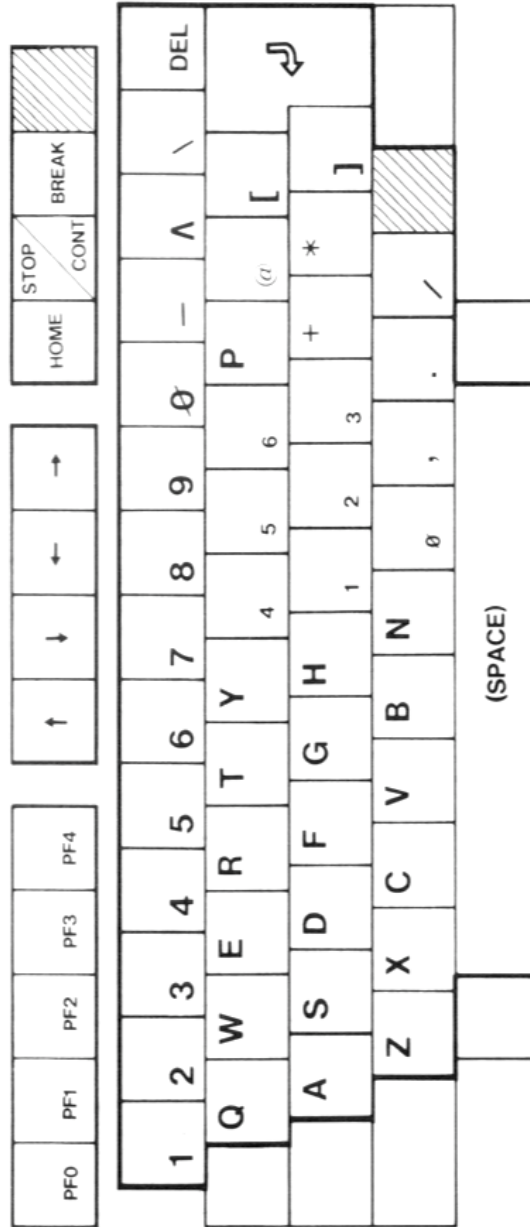 PF0 PF1 PF2 PF3 PF4 ↑ ↓ ← → HOME STOP CONT BREAK
1 2 3 4 5 6 7 8 9 Ø — ∧ \ DEL
Q W E R T Y 4 5 6 P @ [
A S D F G H 1 2 3 + * ]
Z X C V B N Ø , . /
(SPACE)